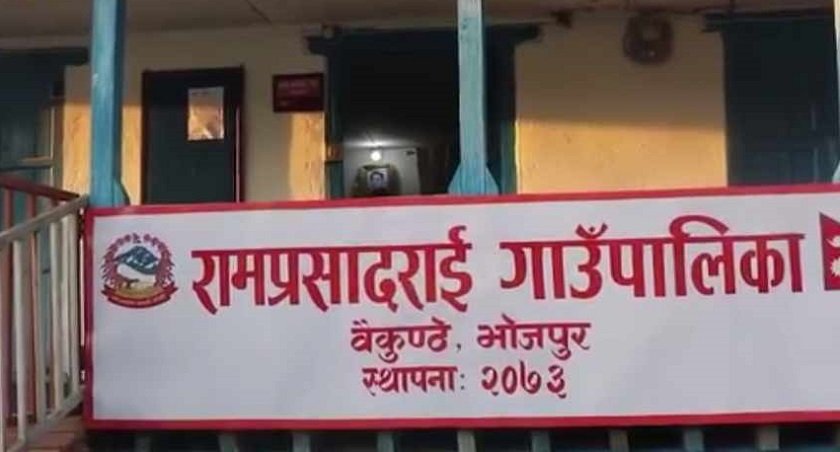 रामप्रसादराई गाउँपालिका
वैकुण्ठे, भोजपुर
स्थापना: २०७३